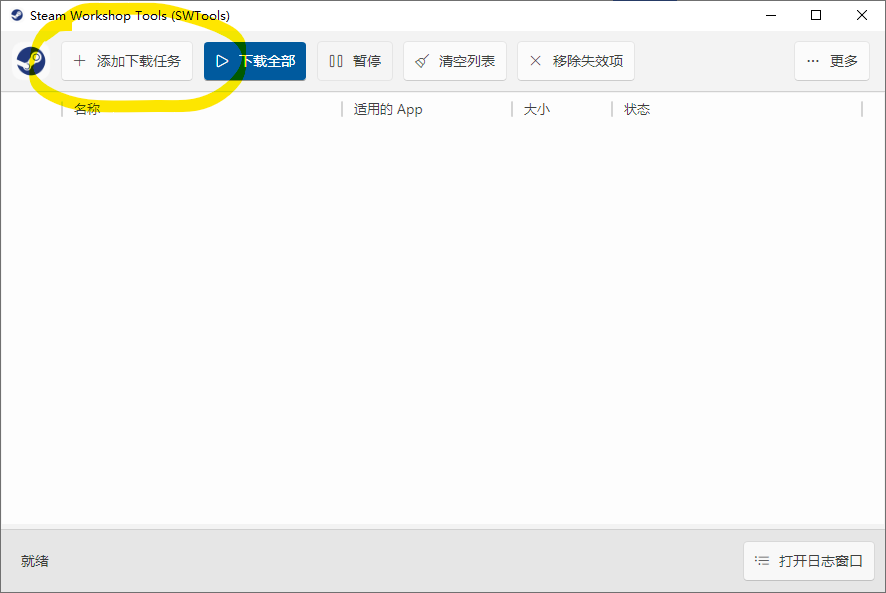 Steam Workshop Tools (SWTools)
添加下载任务 下载全部 暂停 清空列表 移除失效项 更多
名称 适用的 App 大小 状态
就绪 打开日志窗口